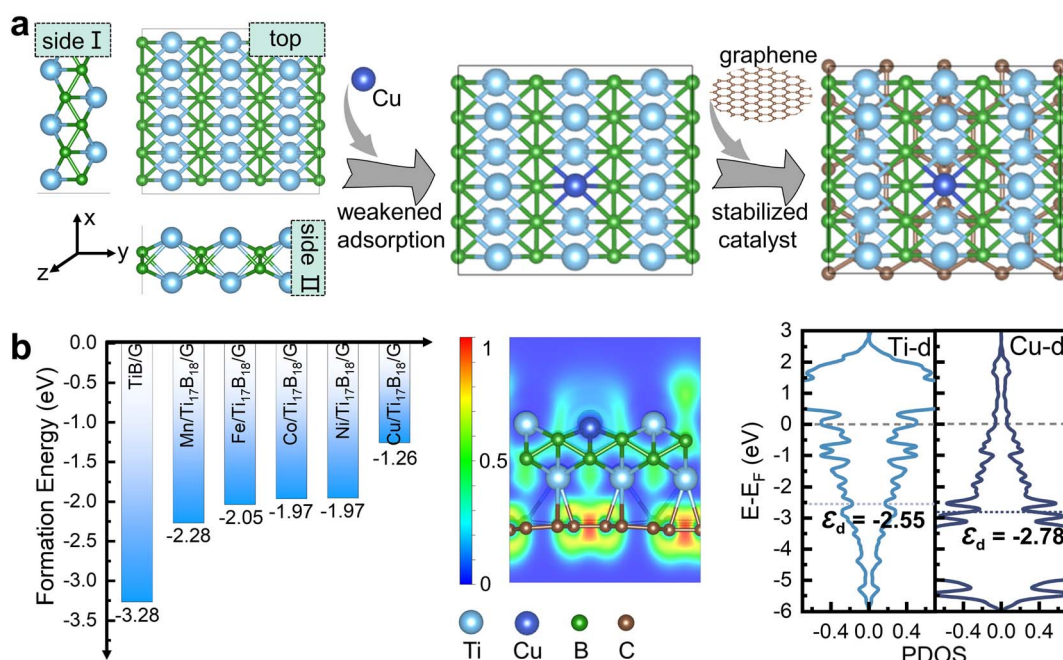 a
side I
top
Cu
graphene
weakened
adsorption
stabilized
catalyst
x
y
z
side II
b
Formation Energy (eV)
0.0
-0.5
-1.0
-1.5
-2.0
-2.5
-3.0
-3.5
TiB/G
Mn/Ti₁₇B₁₈/G
Fe/Ti₁₇B₁₈/G
Co/Ti₁₇B₁₈/G
Ni/Ti₁₇B₁₈/G
Cu/Ti₁₇B₁₈/G
-3.28
-2.28
-2.05
-1.97
-1.97
-1.26
1
0.5
0
Ti
Cu
B
C
E-E_F (eV)
3
2
1
0
-1
-2
-3
-4
-5
-6
Ti-d
Cu-d
Ɛ_d = -2.55
Ɛ_d = -2.78
-0.4 0.0 0.4
-0.4 0.0 0.4
PDOS